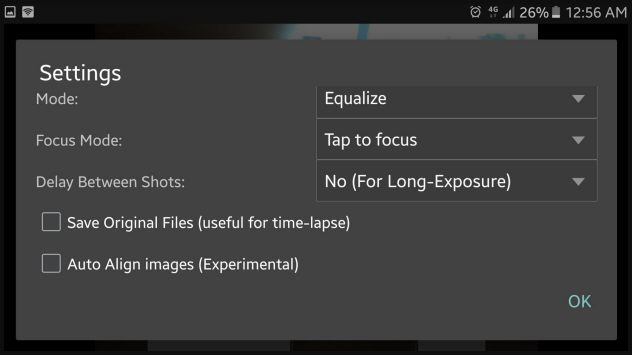 4G 26% 12:56 AM
Settings
Mode: Equalize
Focus Mode: Tap to focus
Delay Between Shots: No (For Long-Exposure)
Save Original Files (useful for time-lapse)
Auto Align images (Experimental)
OK